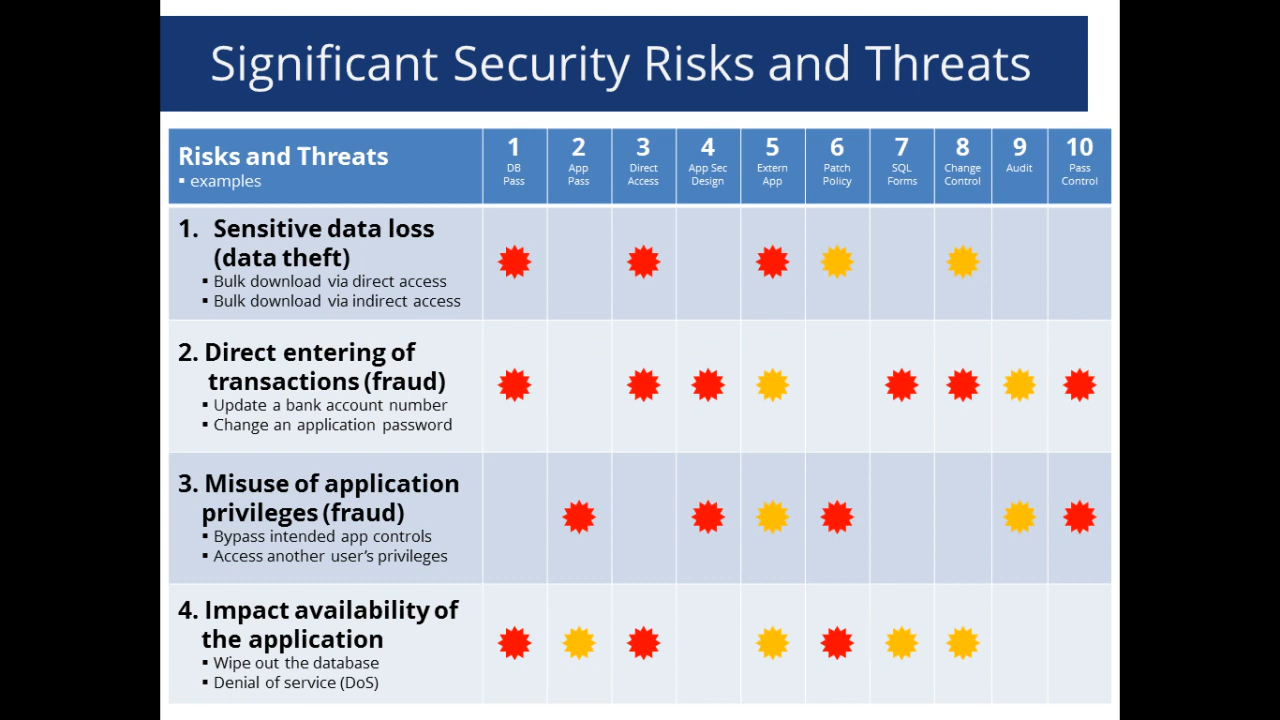 Significant Security Risks and Threats
Risks and Threats
▪ examples
1
DB
Pass
2
App
Pass
3
Direct
Access
4
App Sec
Design
5
Extern
App
6
Patch
Policy
7
SQL
Forms
8
Change
Control
9
Audit
10
Pass
Control
1. Sensitive data loss
(data theft)
▪ Bulk download via direct access
▪ Bulk download via indirect access
2. Direct entering of
transactions (fraud)
▪ Update a bank account number
▪ Change an application password
3. Misuse of application
privileges (fraud)
▪ Bypass intended app controls
▪ Access another user's privileges
4. Impact availability of
the application
▪ Wipe out the database
▪ Denial of service (DoS)